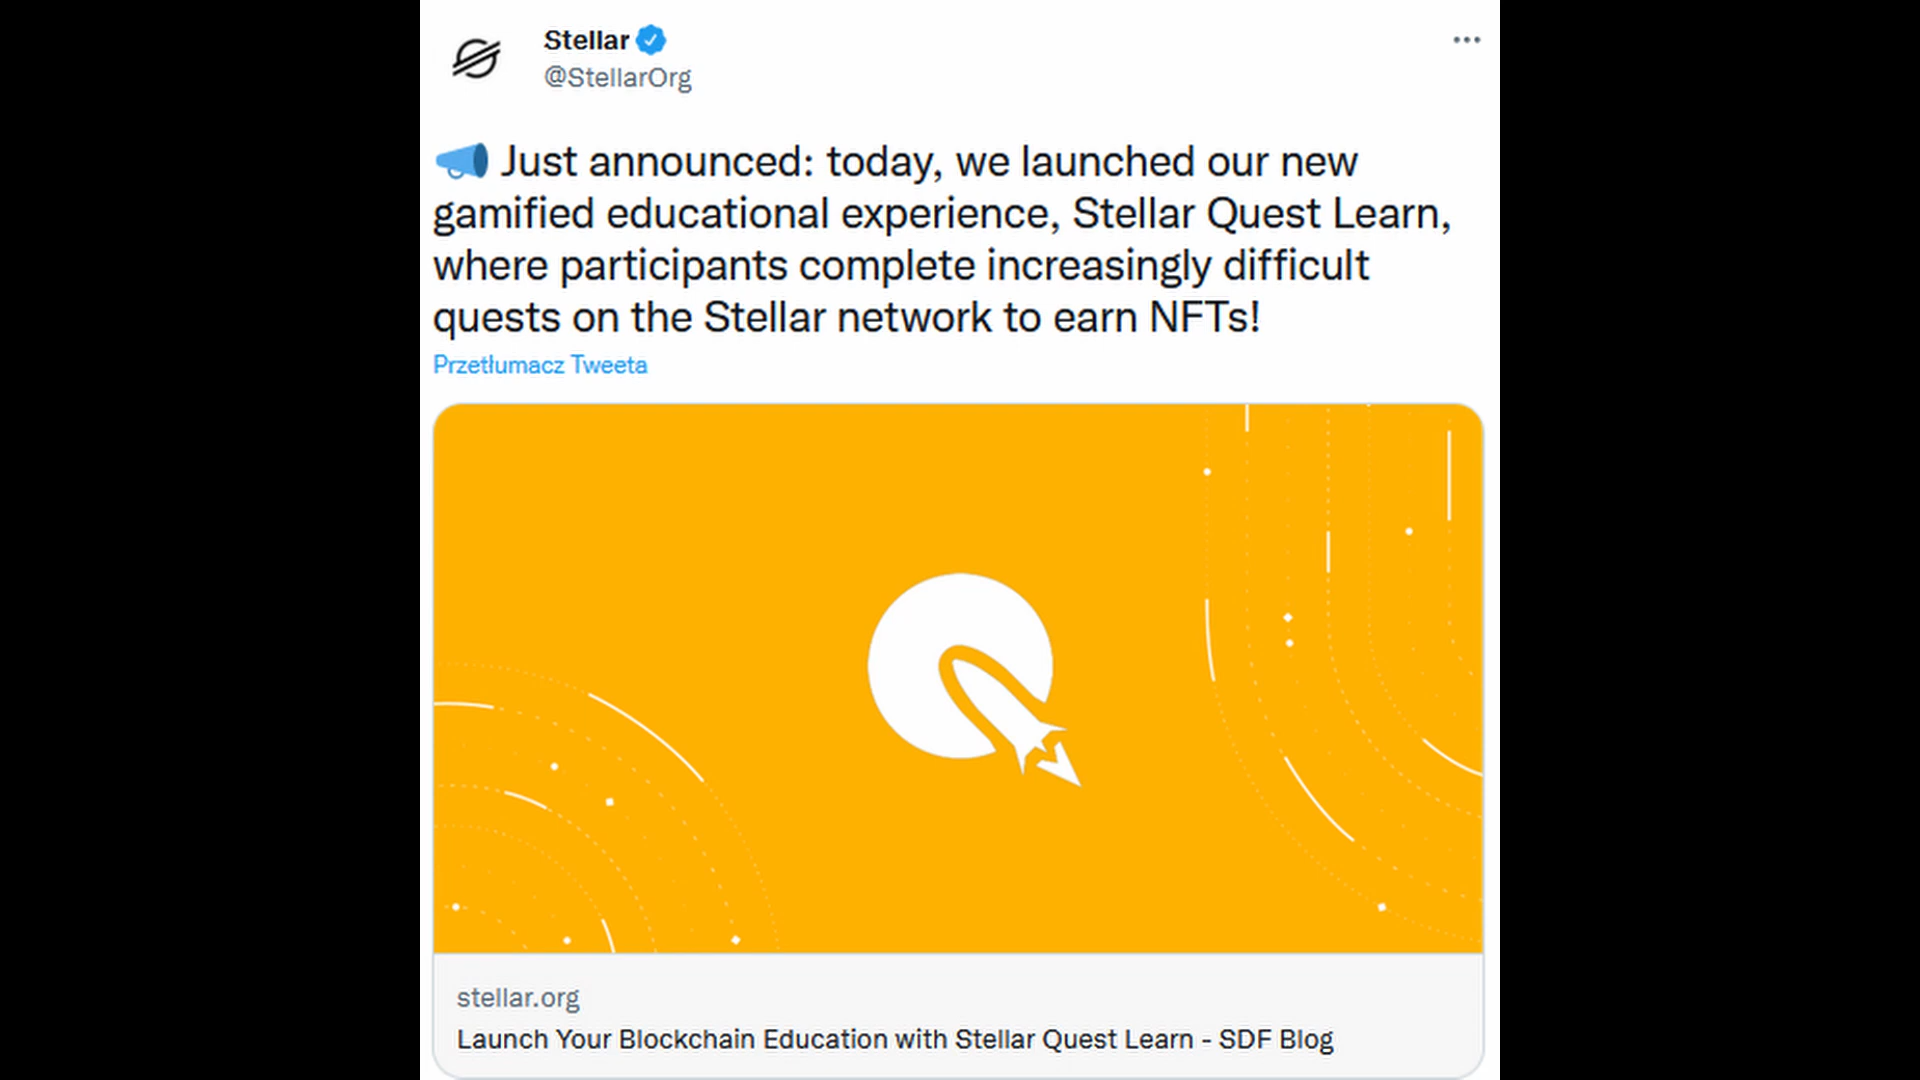 Stellar
@StellarOrg
📢 Just announced: today, we launched our new
gamified educational experience, Stellar Quest Learn,
where participants complete increasingly difficult
quests on the Stellar network to earn NFTs!
Przetłumacz Tweeta
stellar.org
Launch Your Blockchain Education with Stellar Quest Learn - SDF Blog